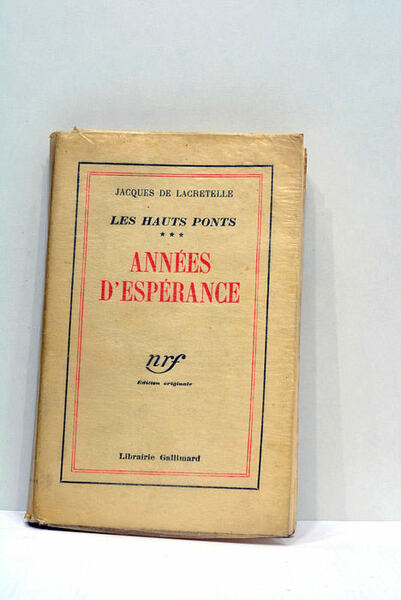 JACQUES DE LACRETELLE
LES HAUTS PONTS
***
ANNÉES
D'ESPÉRANCE
nrf
Édition originale
Librairie Gallimard